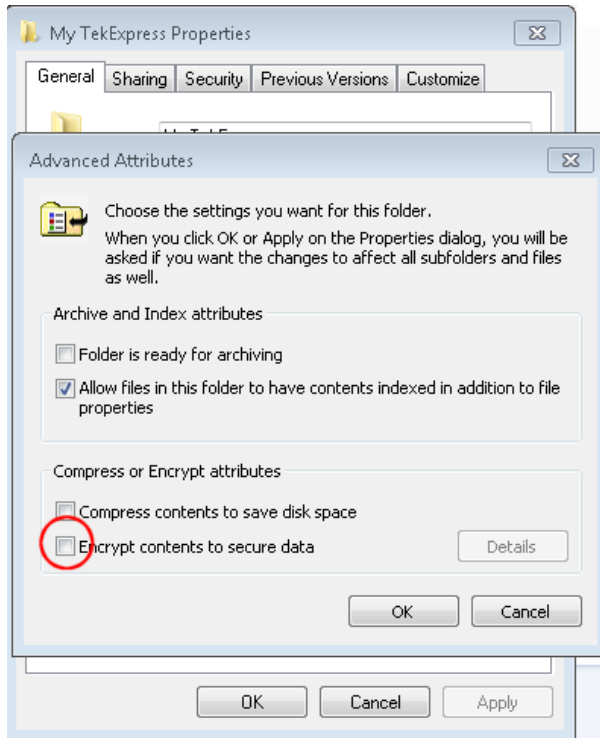 My TekExpress Properties
General Sharing Security Previous Versions Customize
Advanced Attributes
Choose the settings you want for this folder.
When you click OK or Apply on the Properties dialog, you will be
asked if you want the changes to affect all subfolders and files
as well.
Archive and Index attributes
Folder is ready for archiving
Allow files in this folder to have contents indexed in addition to file
properties
Compress or Encrypt attributes
Compress contents to save disk space
Encrypt contents to secure data Details
OK Cancel
OK Cancel Apply